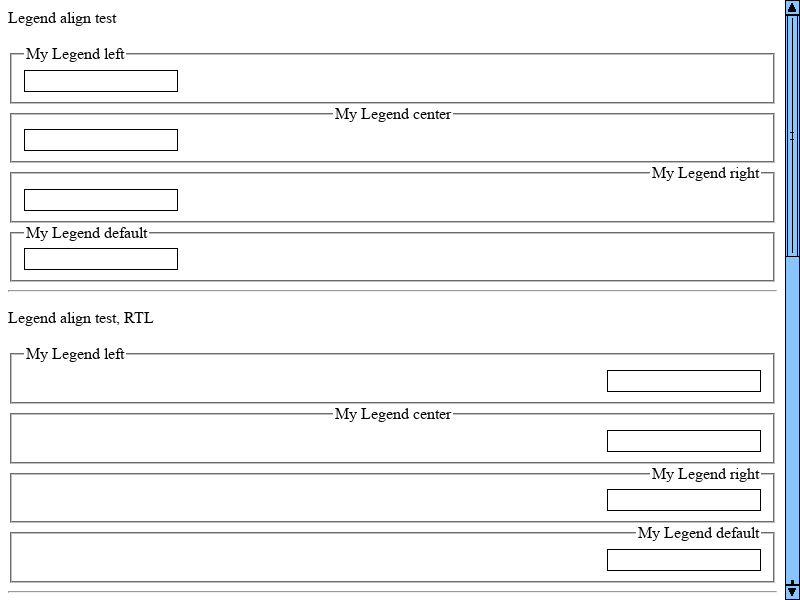 Legend align test
My Legend left
My Legend center
My Legend right
My Legend default
Legend align test, RTL
My Legend left
My Legend center
My Legend right
My Legend default